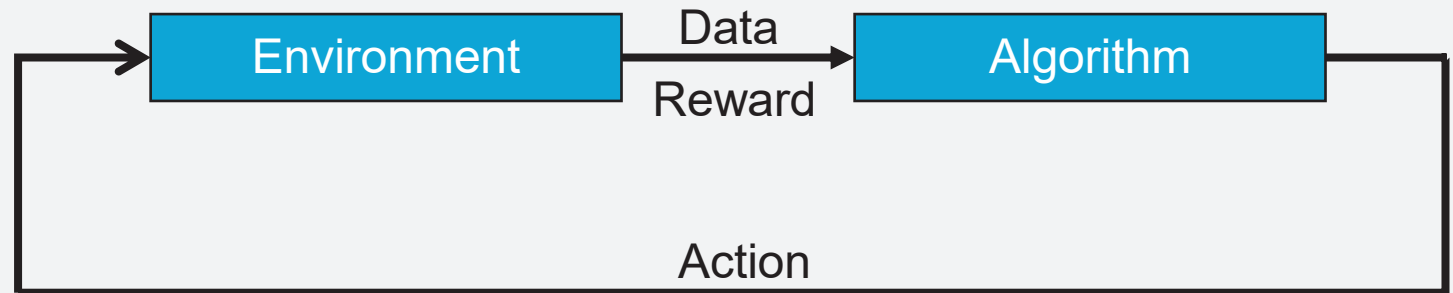 Environment
Data
Reward
Algorithm
Action